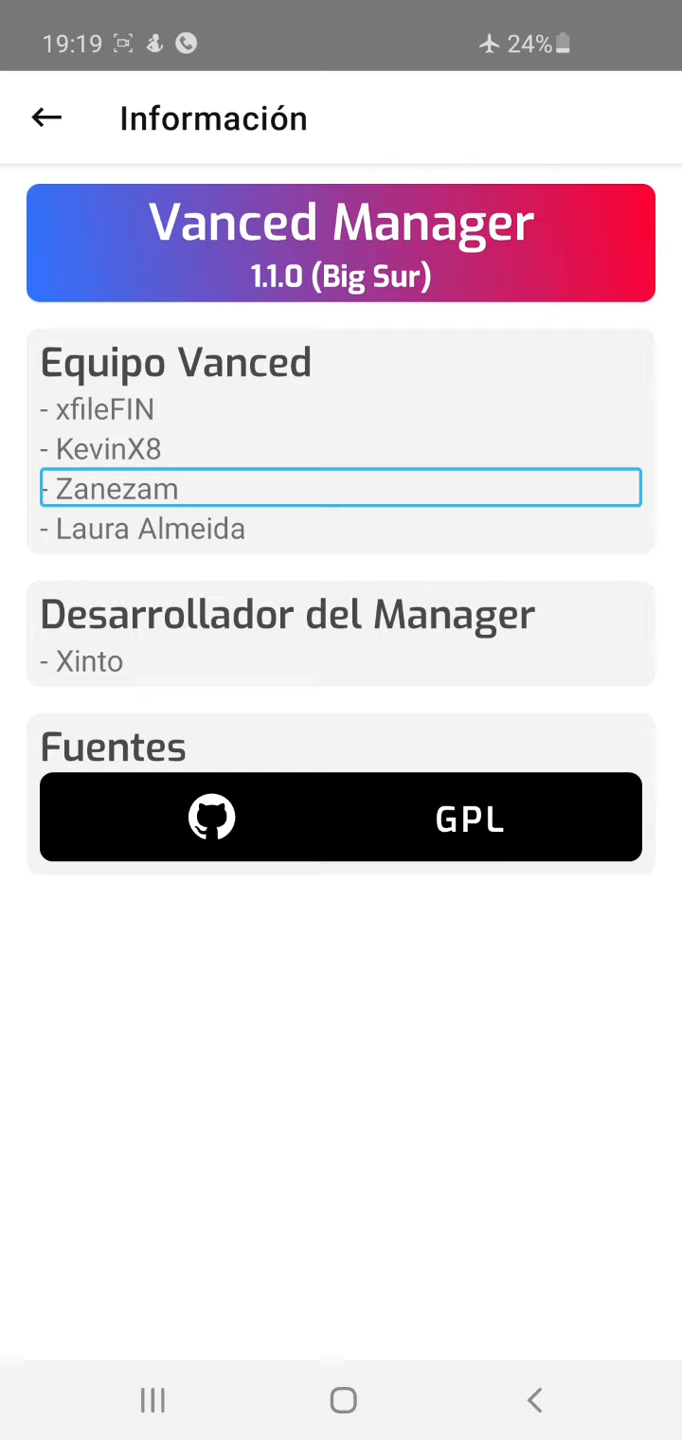 19:19 24%
Información
Vanced Manager
1.1.0 (Big Sur)
Equipo Vanced
- xfileFIN
- KevinX8
- Zanezam
- Laura Almeida
Desarrollador del Manager
- Xinto
Fuentes
GPL